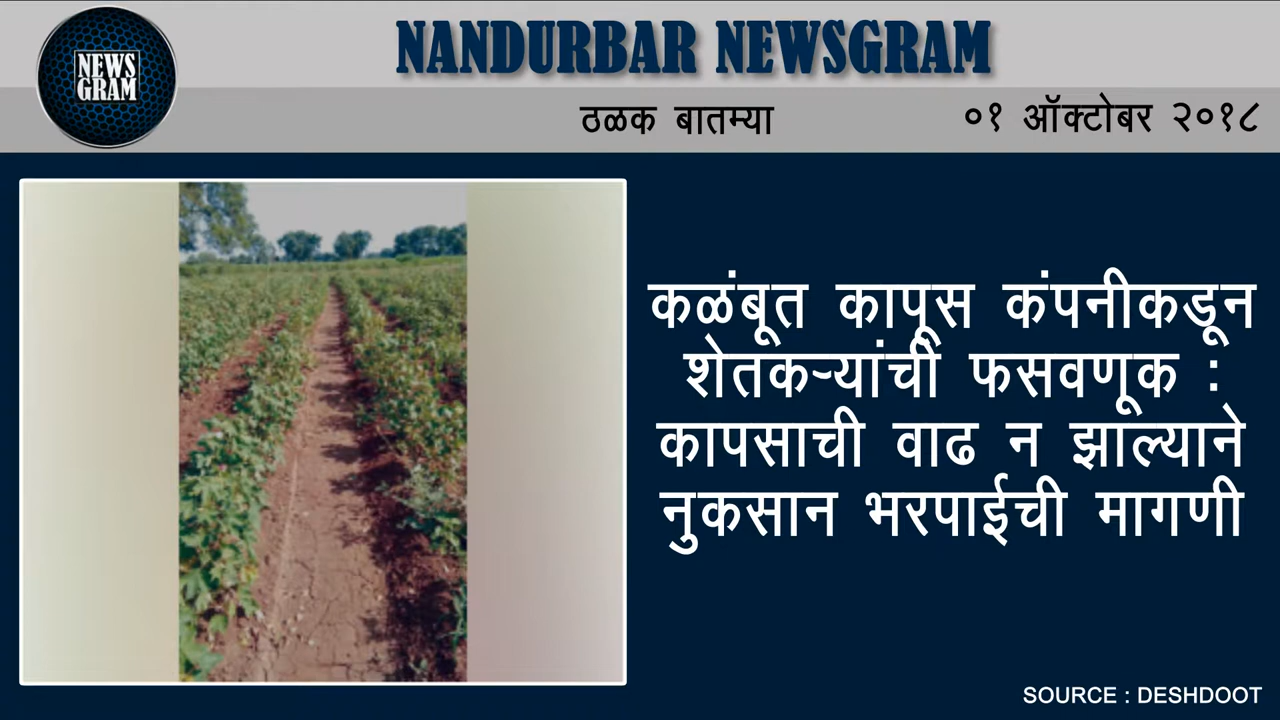 NEWS
GRAM
NANDURBAR NEWSGRAM
ठळक बातम्या
०१ ऑक्टोबर २०१८
कळंबूत कापूस कंपनीकडून
शेतकऱ्यांची फसवणूक :
कापसाची वाढ न झाल्याने
नुकसान भरपाईची मागणी
SOURCE : DESHDOOT